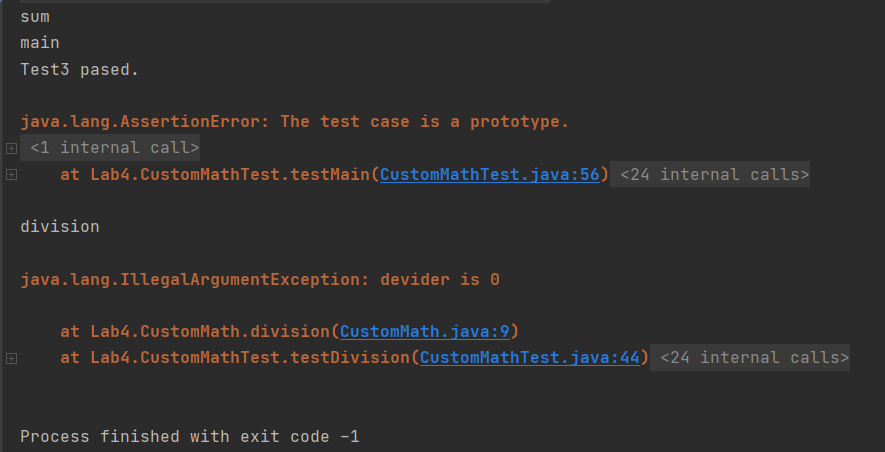 sum
main
Test3 pased.
java.lang.AssertionError: The test case is a prototype.
<1 internal call>
at Lab4.CustomMathTest.testMain(CustomMathTest.java:56) <24 internal calls>
division
java.lang.IllegalArgumentException: devider is 0
at Lab4.CustomMath.division(CustomMath.java:9)
at Lab4.CustomMathTest.testDivision(CustomMathTest.java:44) <24 internal calls>
Process finished with exit code -1